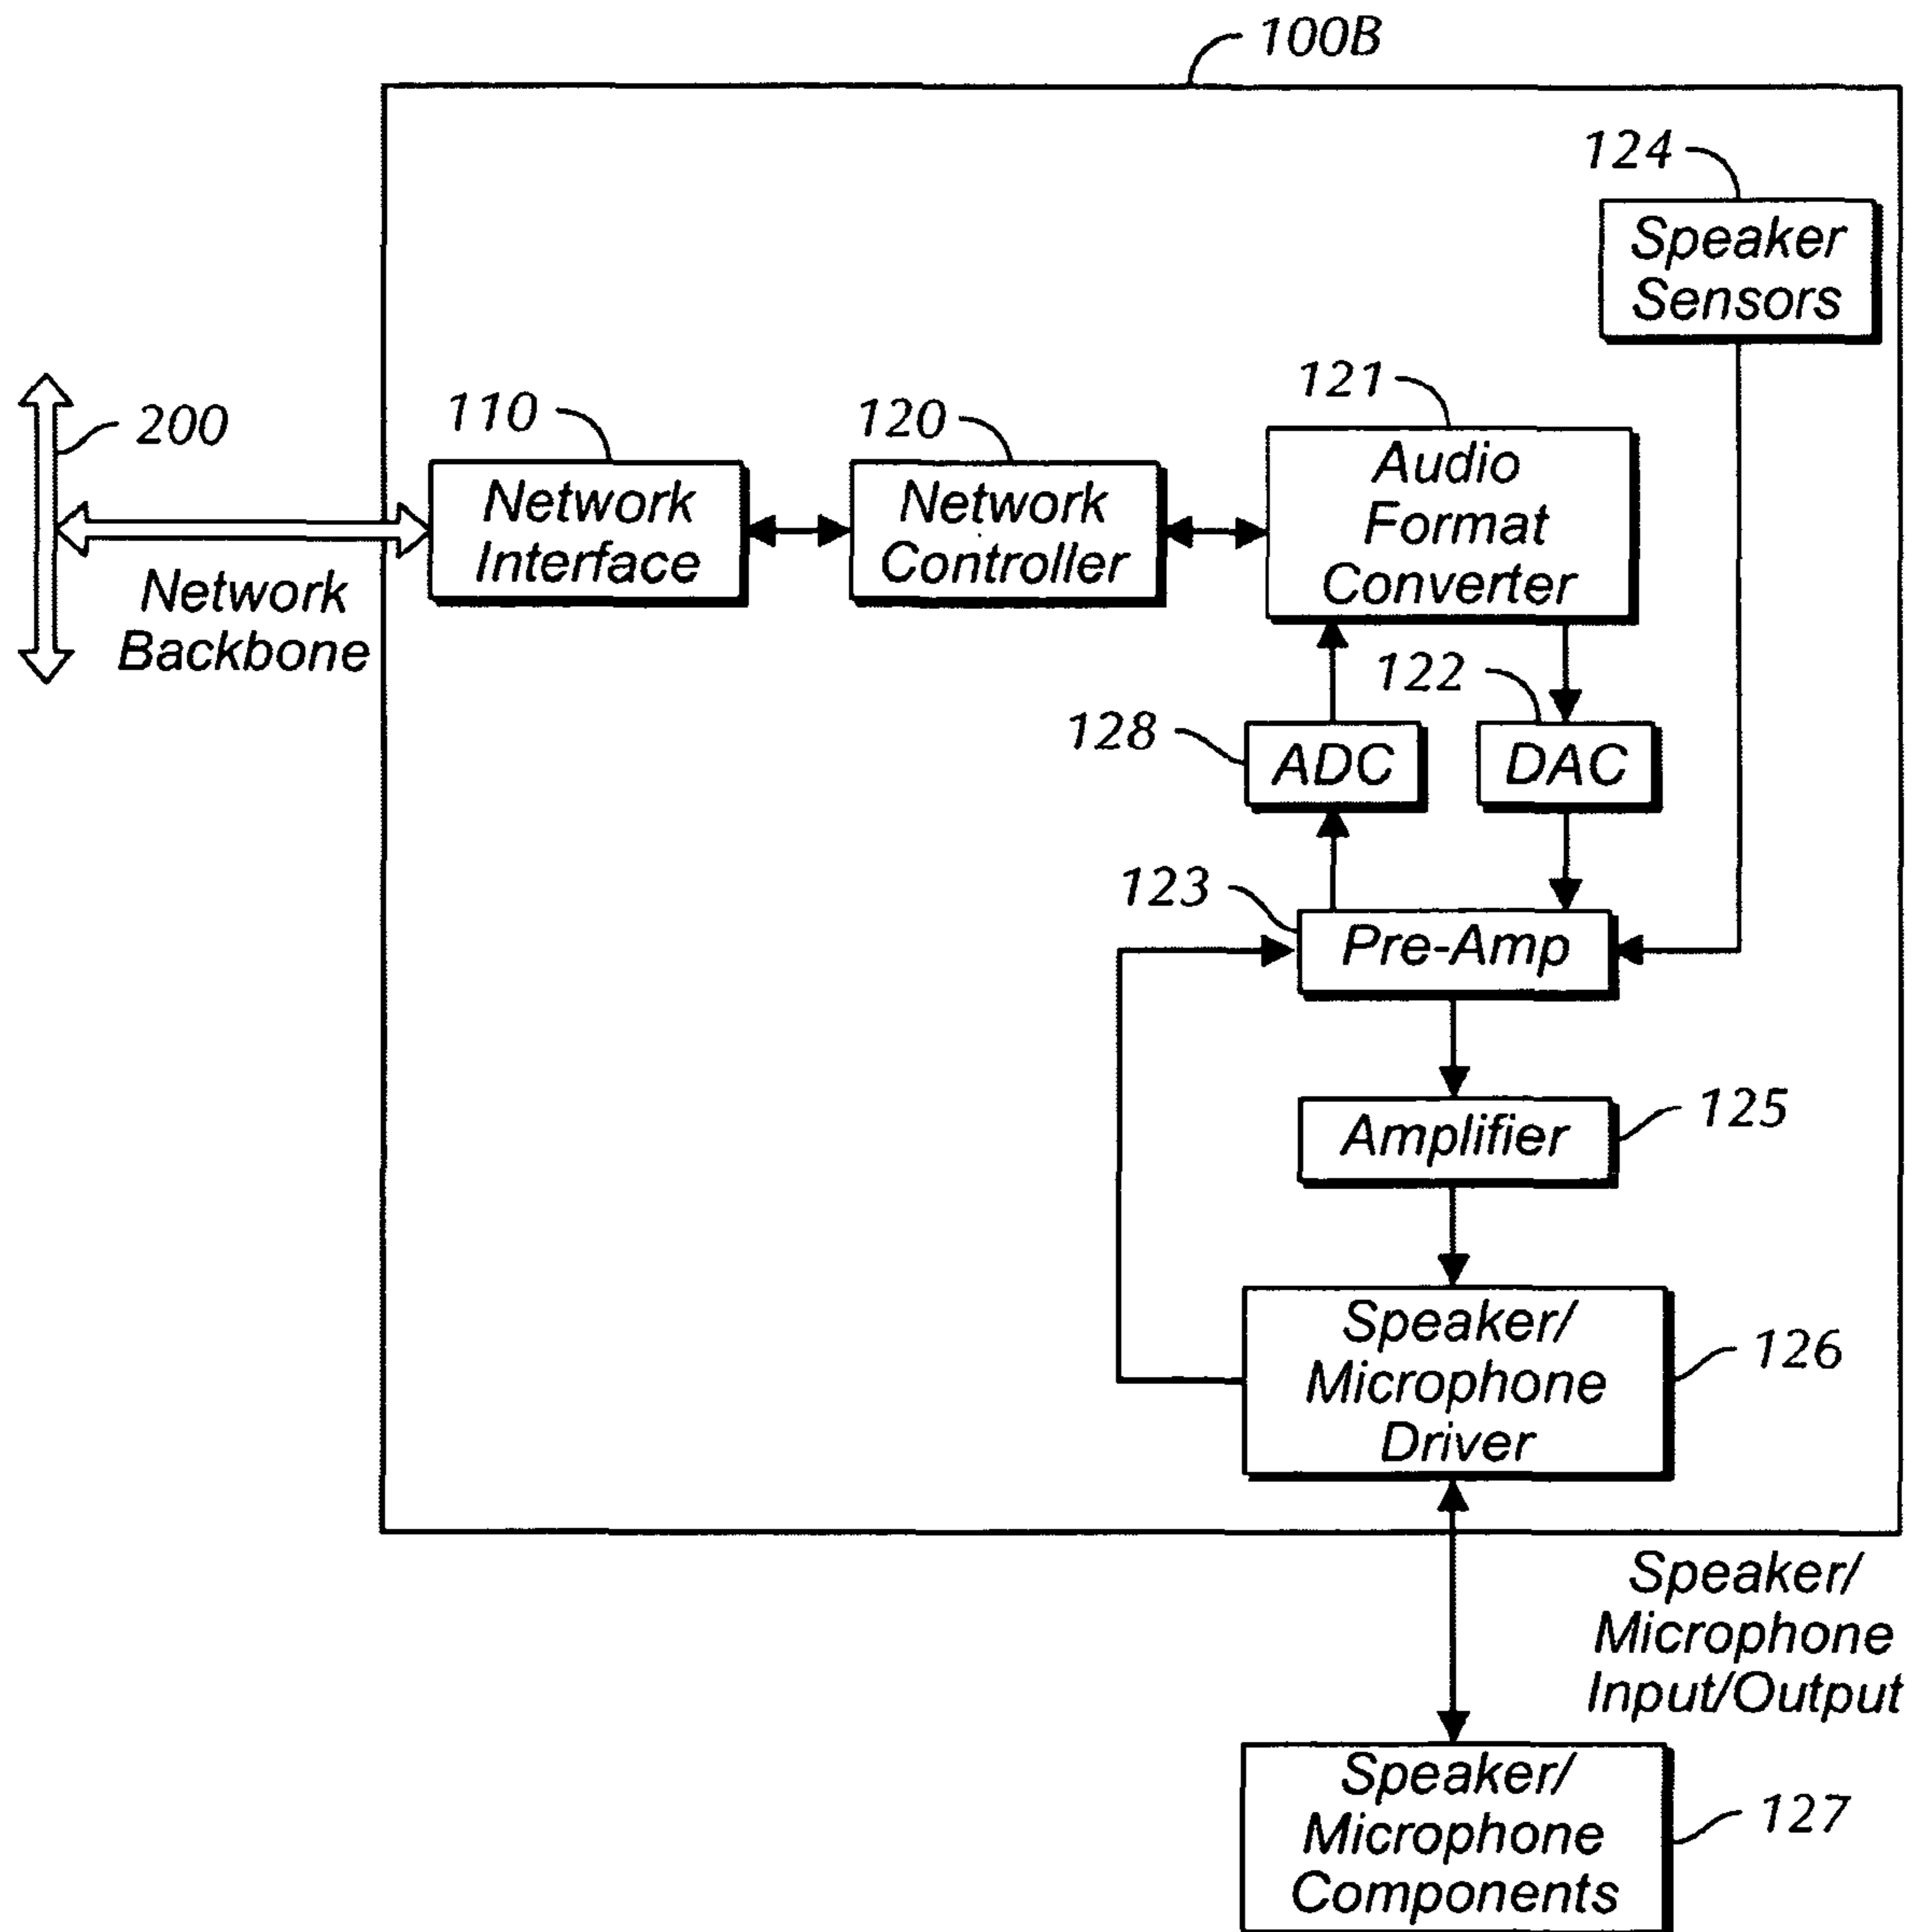 100B
124
Speaker
Sensors
200
110
120
121
Network
Interface
Network
Controller
Audio
Format
Converter
Network
Backbone
128
122
ADC
DAC
123
Pre-Amp
Amplifier
125
Speaker/
Microphone
Driver
126
Speaker/
Microphone
Input/Output
Speaker/
Microphone
Components
127